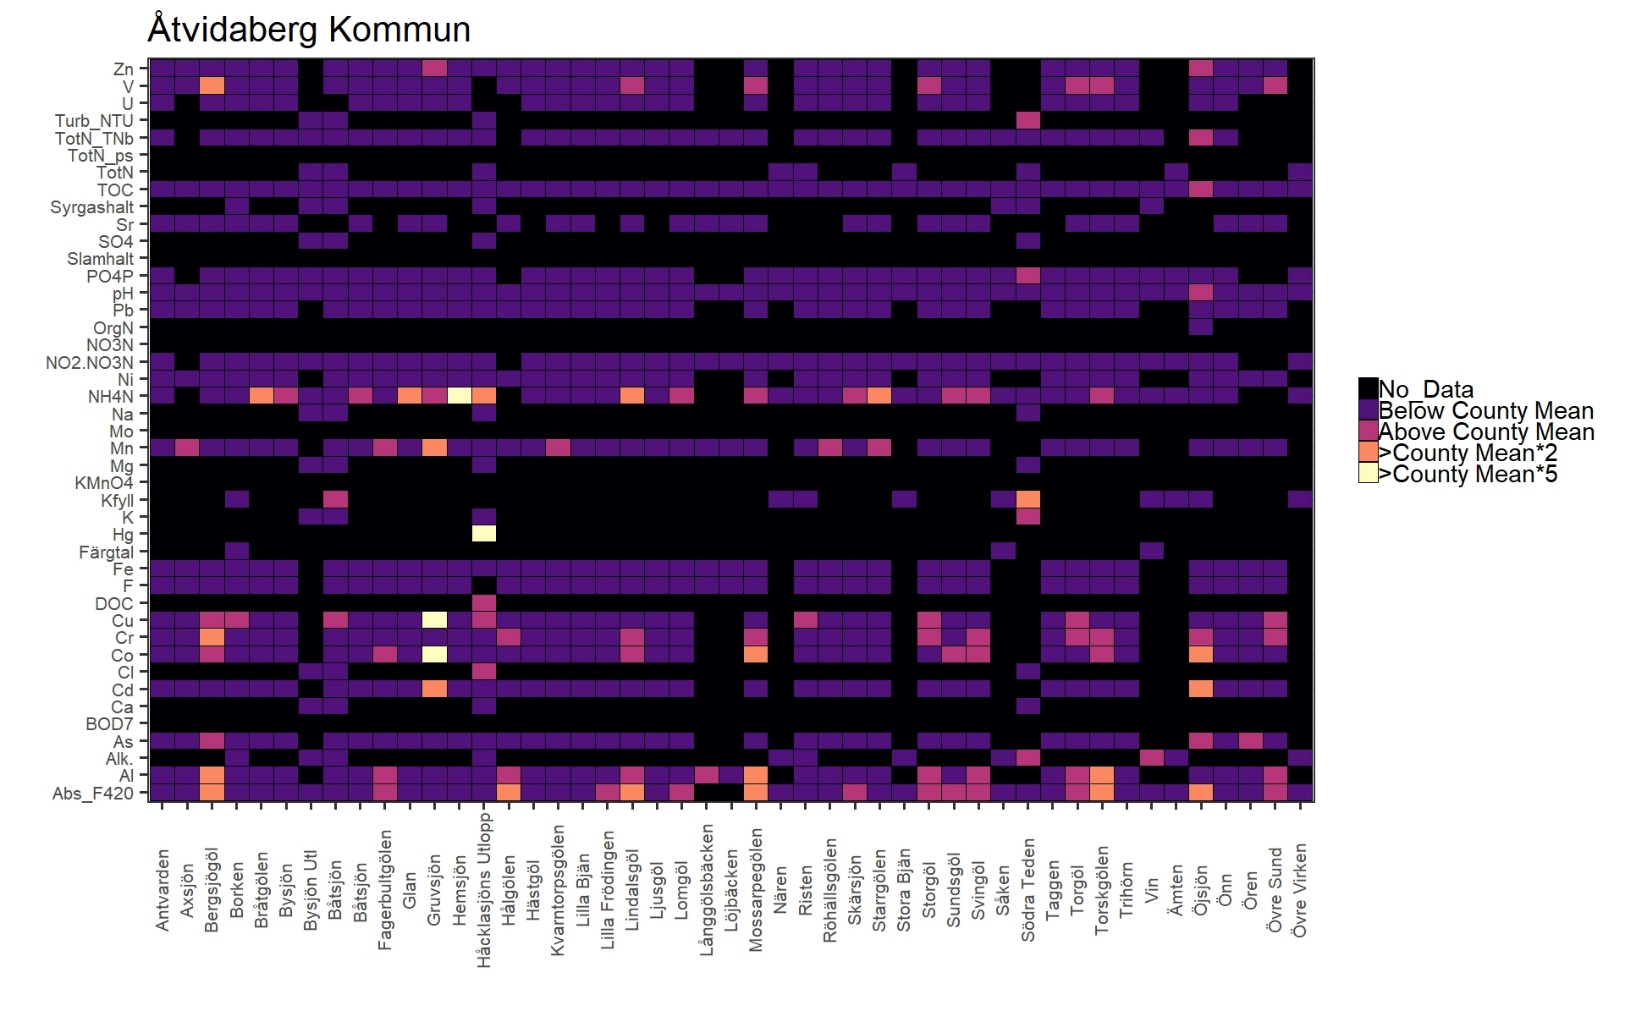 Åtvidaberg Kommun
Zn
V
U
Turb_NTU
TotN_TNb
TotN_ps
TotN
TOC
Syrgashalt
Sr
SO4
Slamhalt
PO4P
pH
Pb
OrgN
NO3N
NO2.NO3N
Ni
NH4N
Na
Mo
Mn
Mg
KMnO4
Kfyll
K
Hg
Färgtal
Fe
F
DOC
Cu
Cr
Co
Cl
Cd
Ca
BOD7
As
Alk.
Al
Abs_F420
No_Data
Below County Mean
Above County Mean
>County Mean*2
>County Mean*5
Antvarden
Axsjön
Bergsjögöl
Borken
Bråtgölen
Bysjön
Bysjön Utl
Båtsjön
Båtsjön
Fagerbultgölen
Glan
Gruvsjön
Hemsjön
Håcklasjöns Utlopp
Hålgölen
Hästgöl
Kvarntorpsgölen
Lilla Bjän
Lilla Frödingen
Lindalsgöl
Ljusgöl
Lomgöl
Långgölsbäcken
Löjbäcken
Mossarpegölen
Nären
Risten
Röhällsgölen
Skärsjön
Starrgölen
Stora Bjän
Storgöl
Sundsgöl
Svingöl
Såken
Södra Teden
Taggen
Torgöl
Torskgölen
Trihörn
Vin
Ämten
Öjsjön
Önn
Ören
Övre Sund
Övre Virken